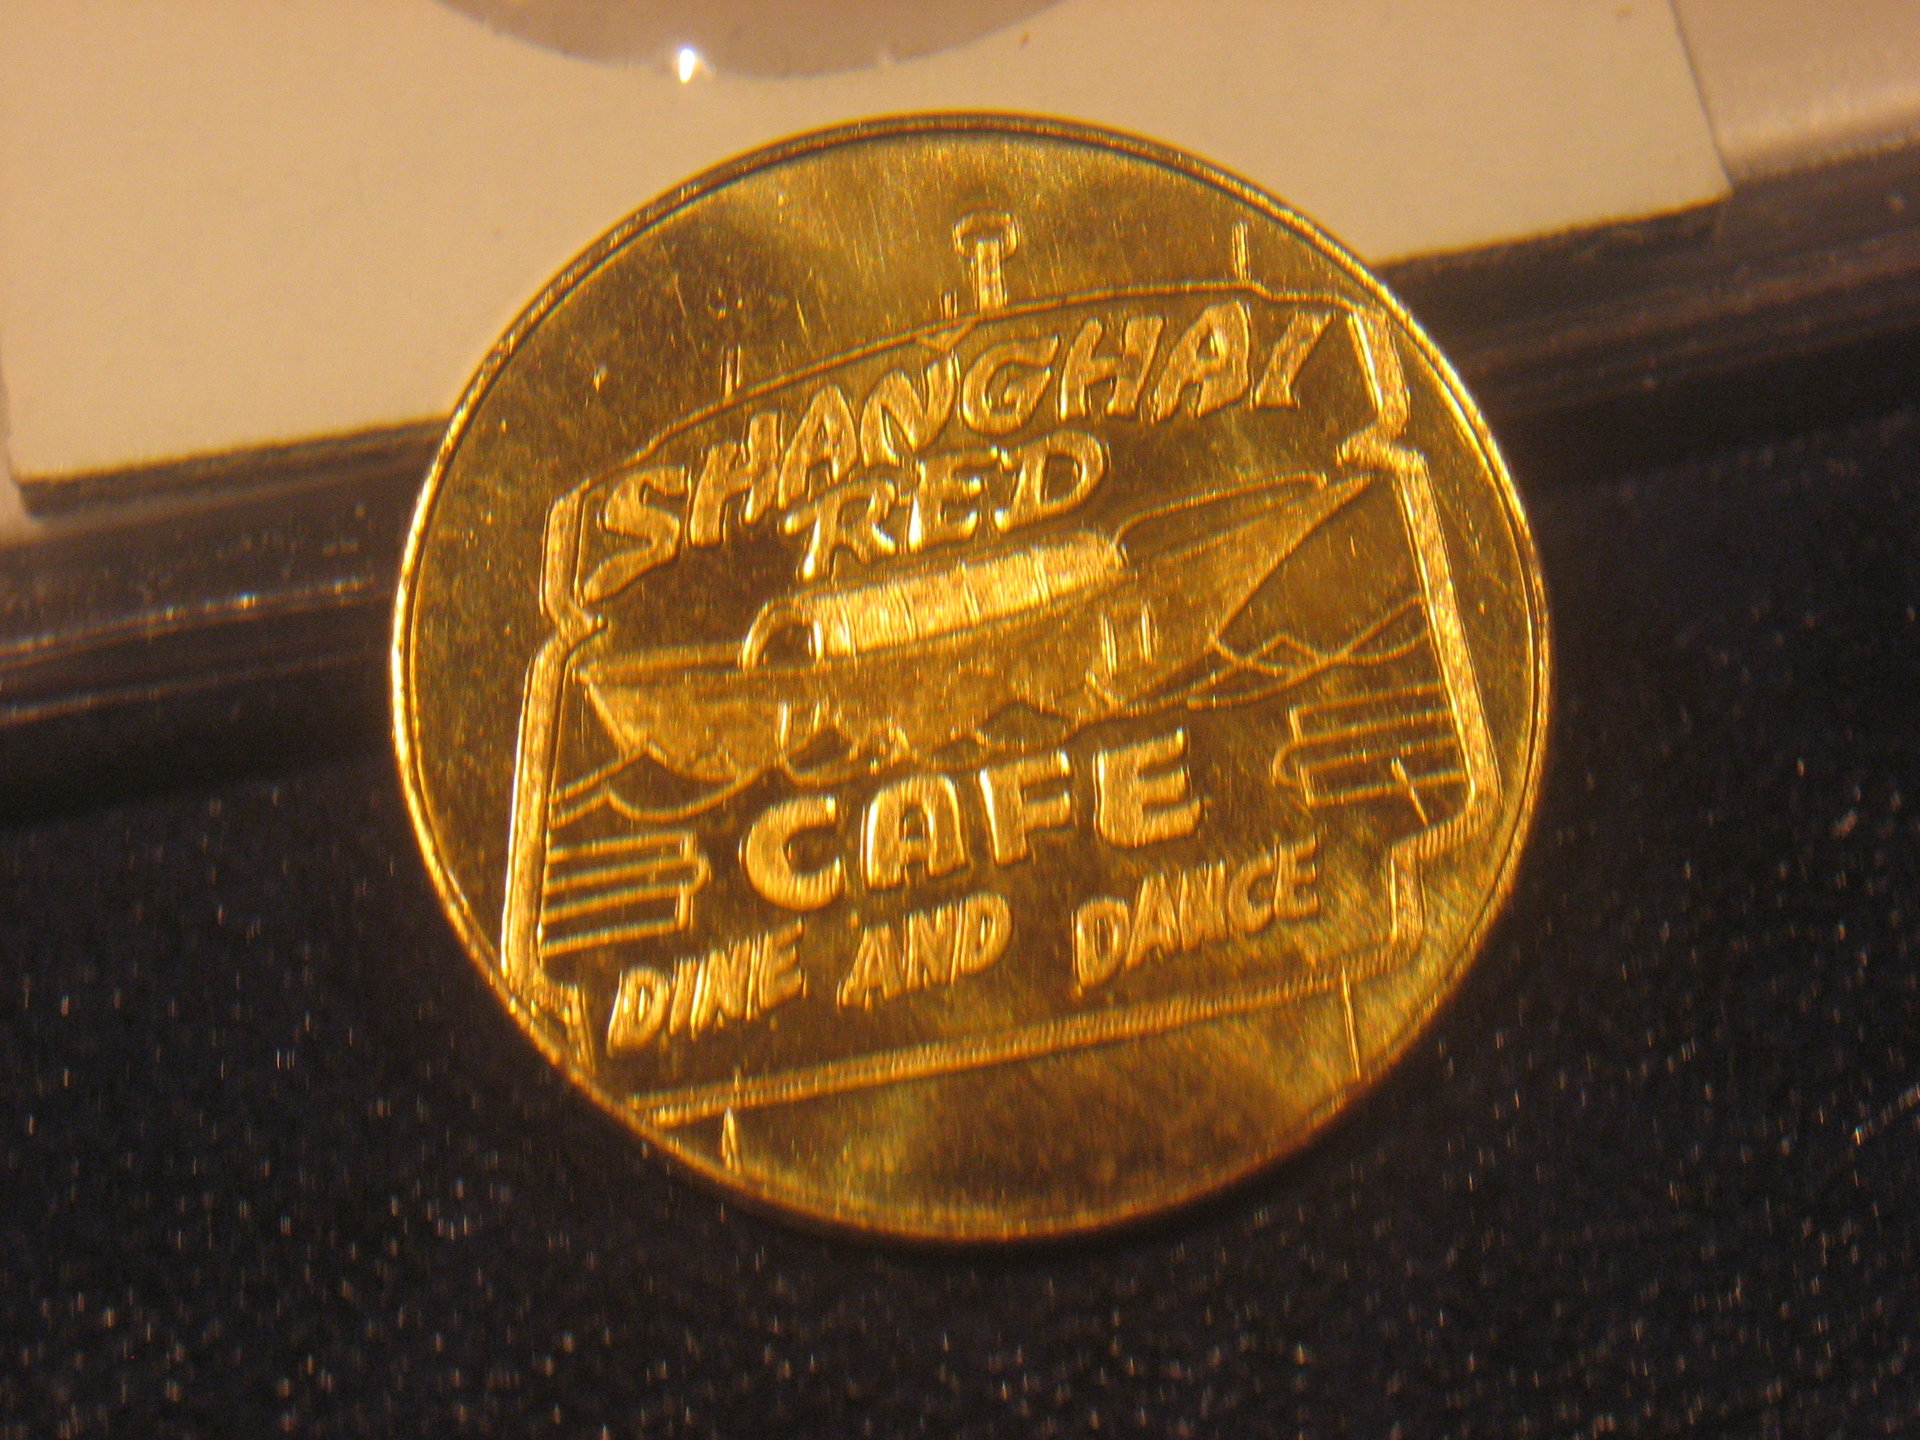 SHANGHAI
RED
CAFE
DINE AND DANCE